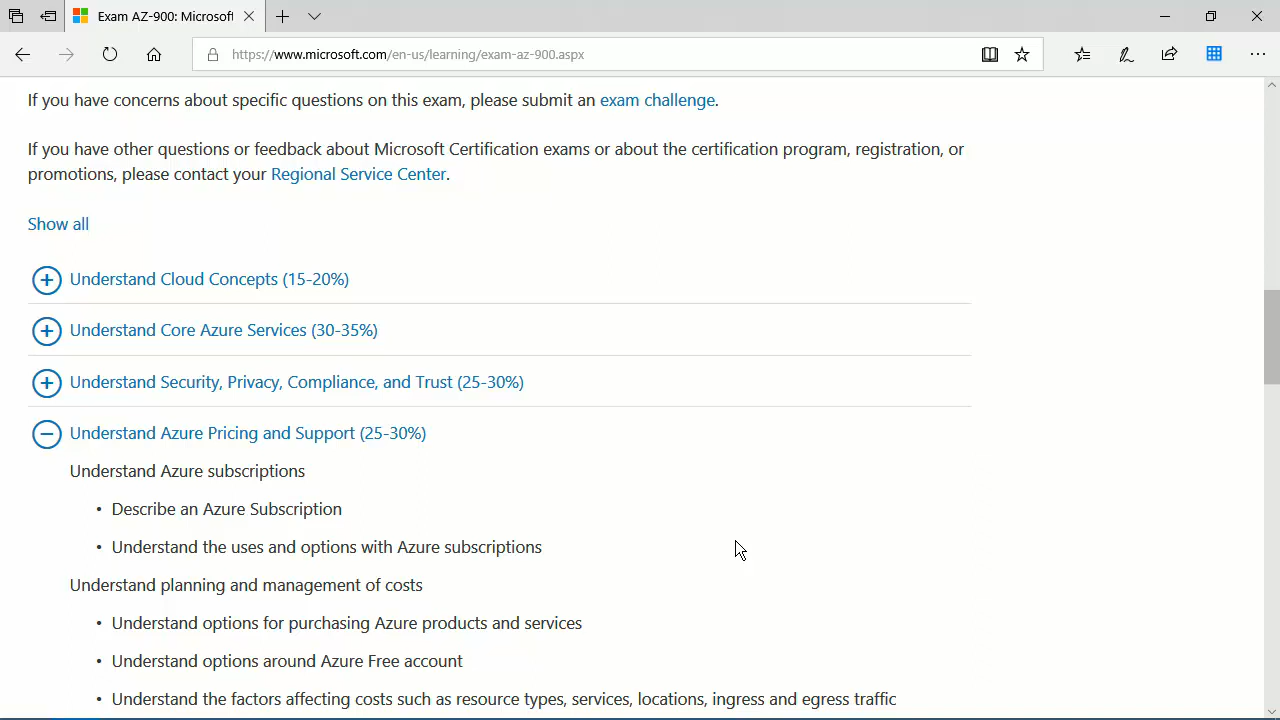 Exam AZ-900: Microsoft
https://www.microsoft.com/en-us/learning/exam-az-900.aspx
If you have concerns about specific questions on this exam, please submit an exam challenge.
If you have other questions or feedback about Microsoft Certification exams or about the certification program, registration, or
promotions, please contact your Regional Service Center.
Show all
Understand Cloud Concepts (15-20%)
Understand Core Azure Services (30-35%)
Understand Security, Privacy, Compliance, and Trust (25-30%)
Understand Azure Pricing and Support (25-30%)
Understand Azure subscriptions
• Describe an Azure Subscription
• Understand the uses and options with Azure subscriptions
Understand planning and management of costs
• Understand options for purchasing Azure products and services
• Understand options around Azure Free account
• Understand the factors affecting costs such as resource types, services, locations, ingress and egress traffic